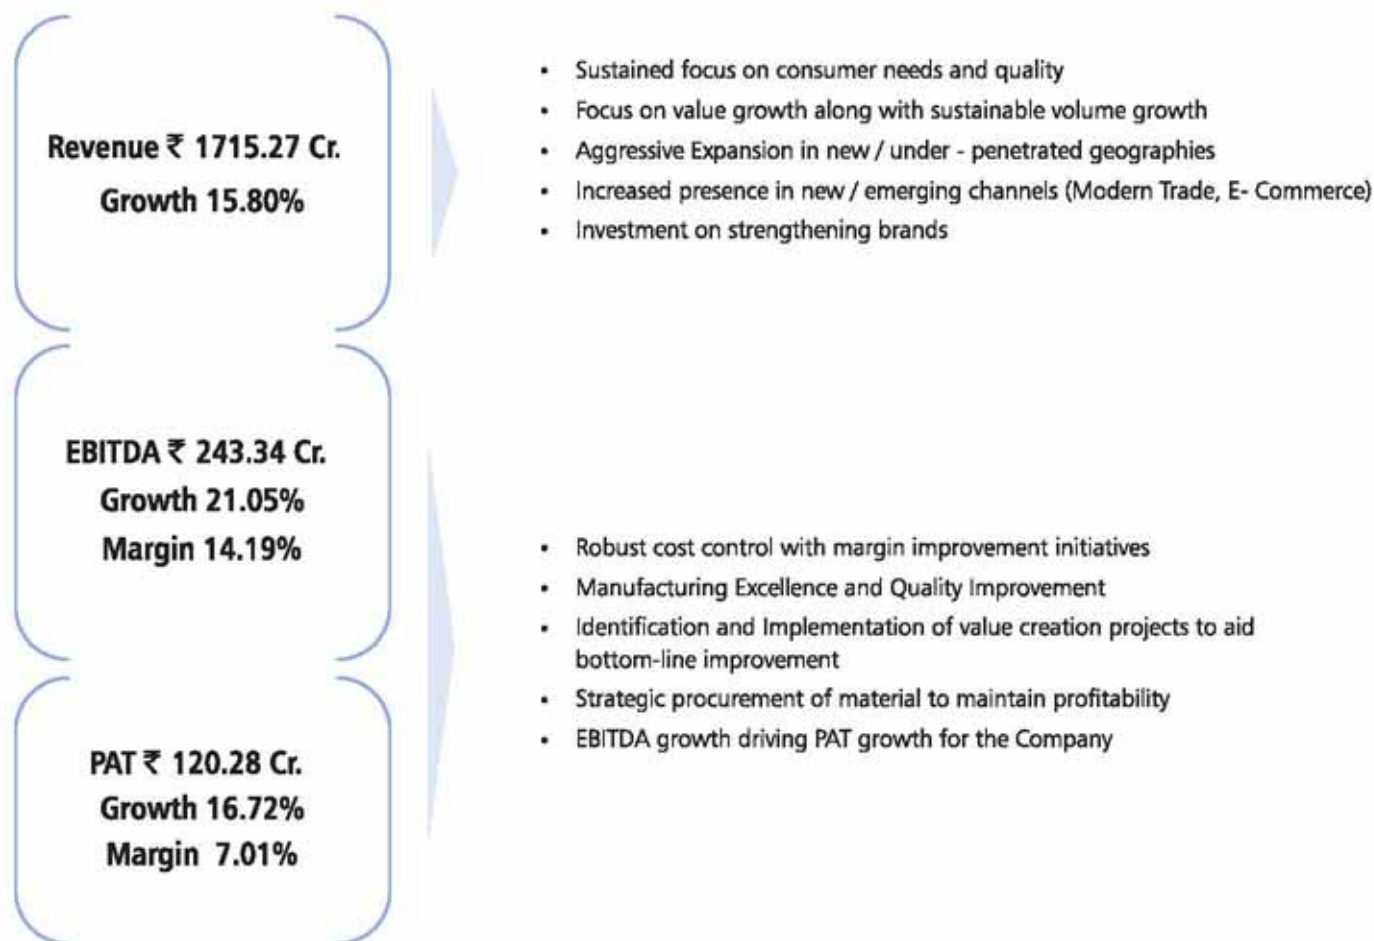 Revenue ₹ 1715.27 Cr.
Growth 15.80%
• Sustained focus on consumer needs and quality
• Focus on value growth along with sustainable volume growth
• Aggressive Expansion in new / under - penetrated geographies
• Increased presence in new / emerging channels (Modern Trade, E- Commerce)
• Investment on strengthening brands
EBITDA ₹ 243.34 Cr.
Growth 21.05%
Margin 14.19%
PAT ₹ 120.28 Cr.
Growth 16.72%
Margin 7.01%
• Robust cost control with margin improvement initiatives
• Manufacturing Excellence and Quality Improvement
• Identification and Implementation of value creation projects to aid
bottom-line improvement
• Strategic procurement of material to maintain profitability
• EBITDA growth driving PAT growth for the Company